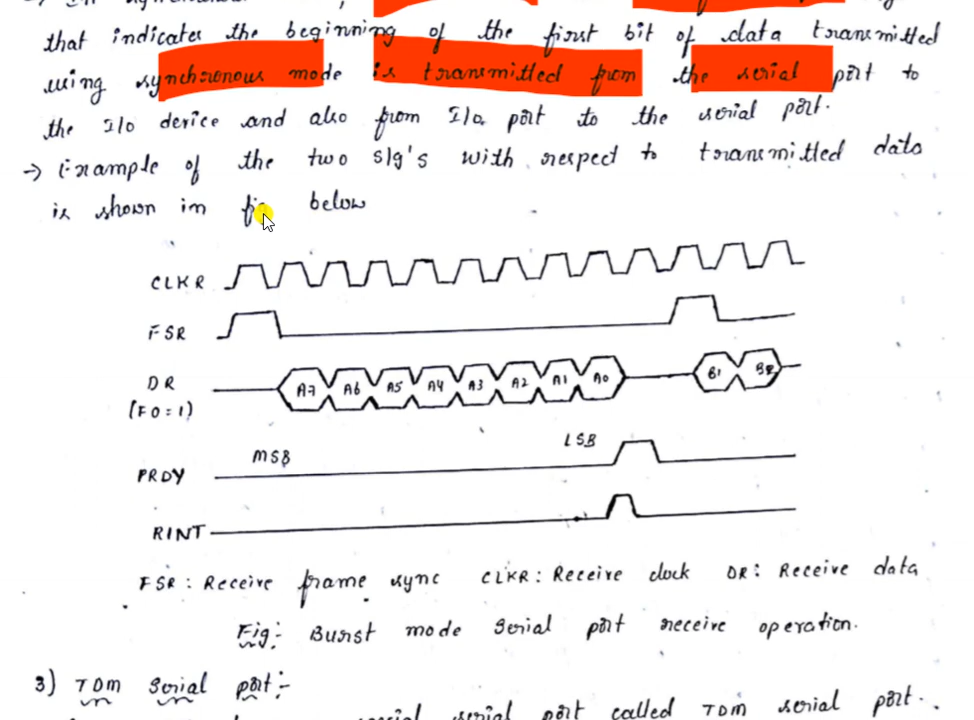 that indicates the beginning of the first bit of data transmitted
using synchronous mode is transmitted from the serial port to
the I/o device and also from I/o port to the serial port.
→ Example of the two s/g's with respect to transmitted data
is shown in below
CLKR
FSR
DR A7 A6 A5 A4 A3 A2 A1 A0 B1 B2
(FO=1)
MSB LSB
PRDY
RINT
FSR: Receive frame sync CLKR: Receive clock DR: Receive data
Fig:- Burst mode serial port receive operation.
3) TDM Serial port:-
serial port called TDM serial port.